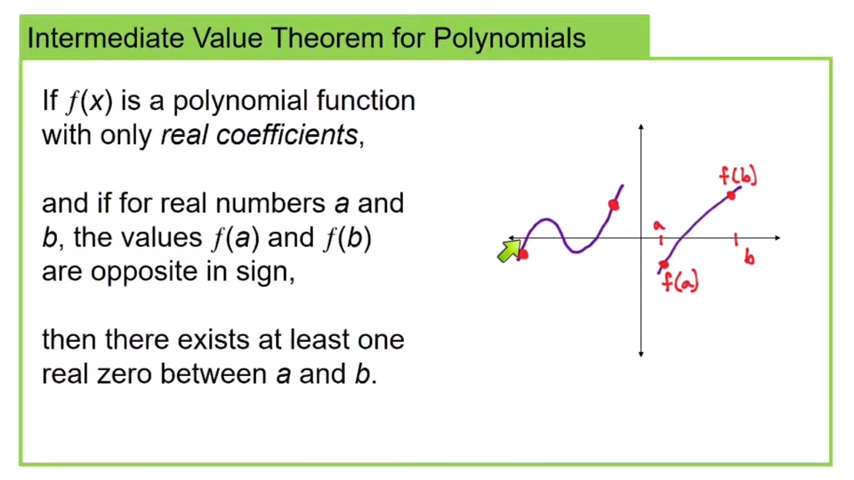 Intermediate Value Theorem for Polynomials
If f(x) is a polynomial function
with only real coefficients,
and if for real numbers a and
b, the values f(a) and f(b)
are opposite in sign,
then there exists at least one
real zero between a and b.
f(b)
a
b
f(a)